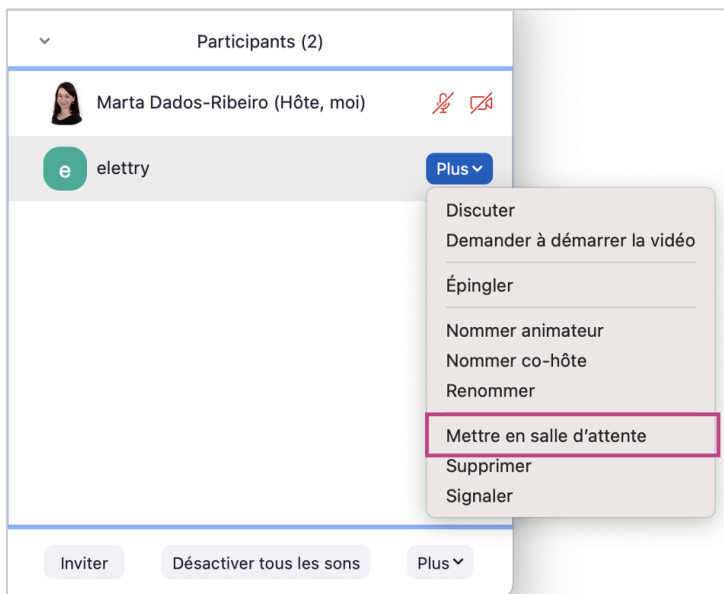 Participants (2)
Marta Dados-Ribeiro (Hôte, moi)
e
elettry
Plus
Discuter
Demander à démarrer la vidéo
Épingler
Nommer animateur
Nommer co-hôte
Renommer
Mettre en salle d’attente
Supprimer
Signaler
Inviter
Désactiver tous les sons
Plus